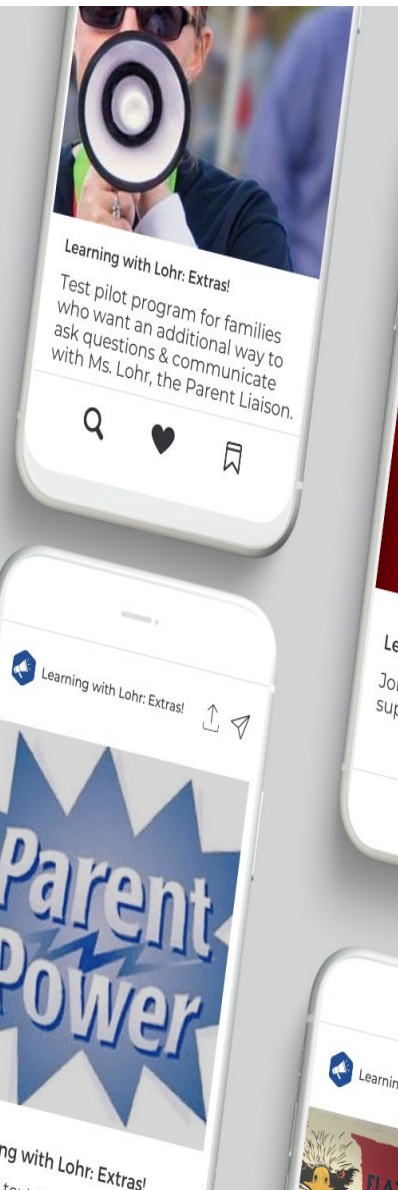 Learning with Lohr: Extras!
Test pilot program for families
who want an additional way to
ask questions & communicate
with Ms. Lohr, the Parent Liaison.
Learning with Lohr: Extras!
Parent
Power
with Lohr: Extras!